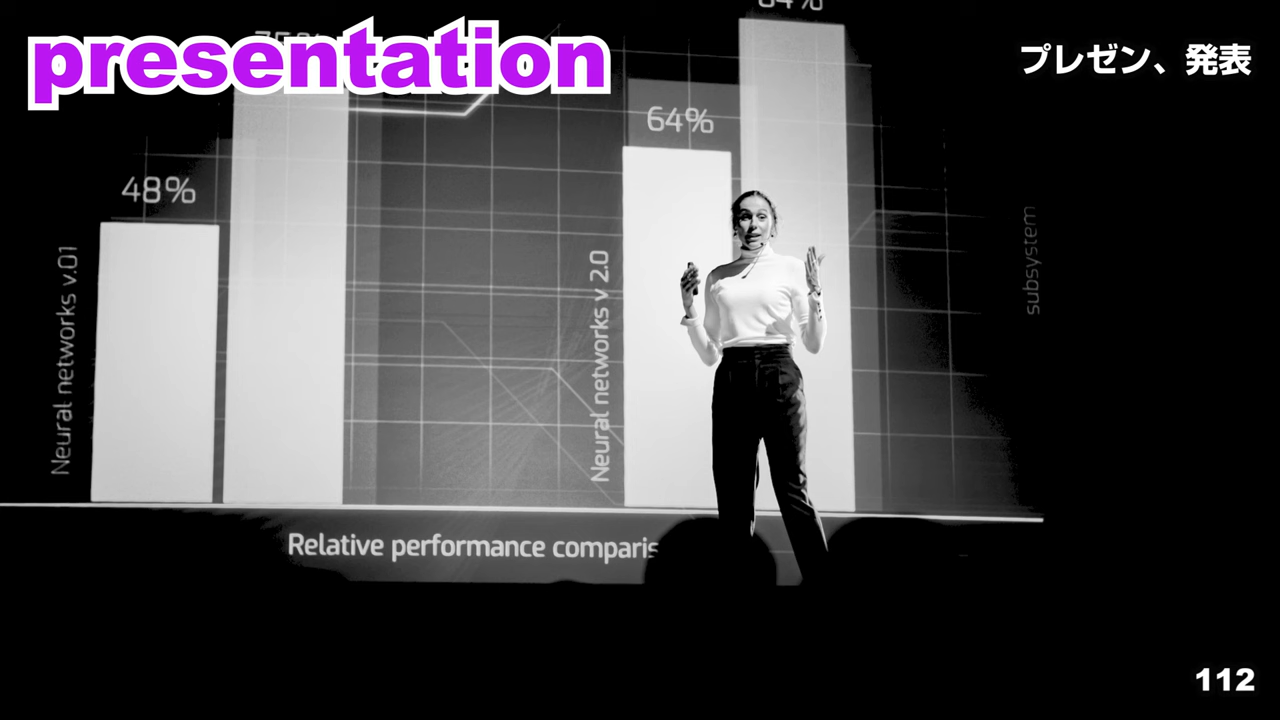 presentation
プレゼン、発表
64%
48%
Neural networks v.01
Neural networks v 2.0
subsystem
Relative performance
112